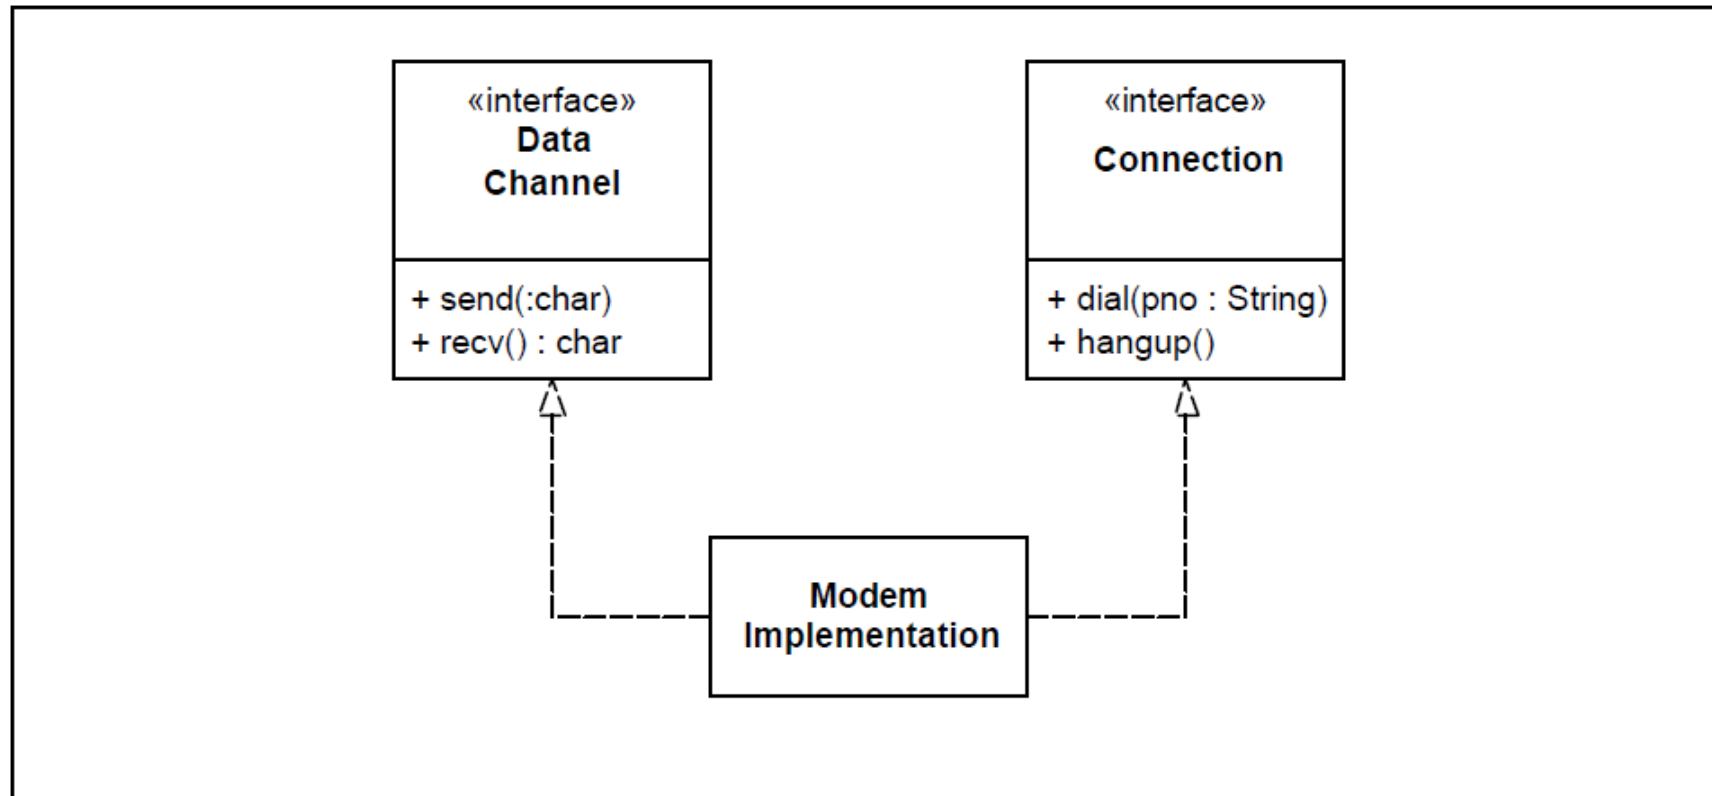 «interface»
Data
Channel
+ send(:char)
+ recv() : char
«interface»
Connection
+ dial(pno : String)
+ hangup()
Modem
Implementation